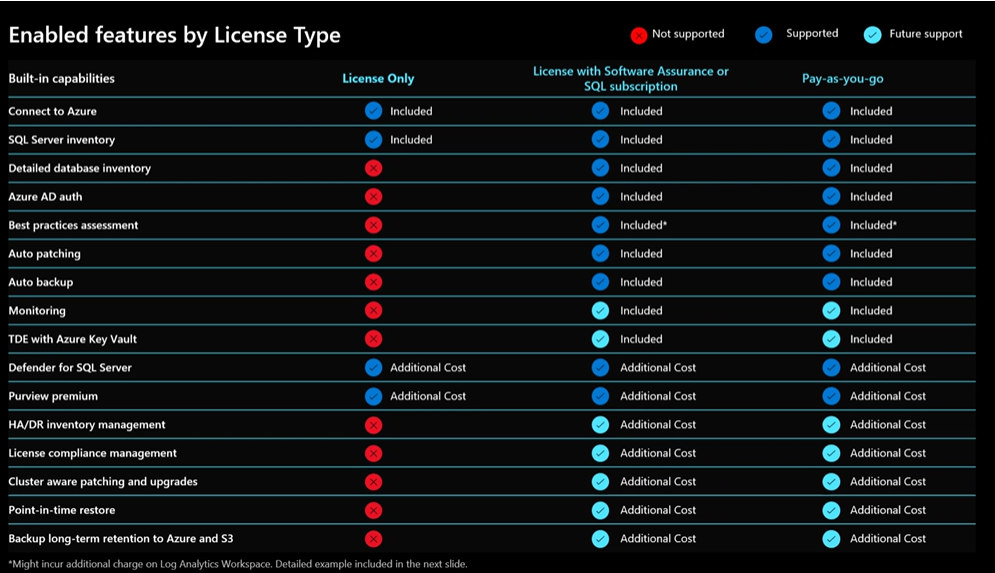 Enabled features by License Type
Not supported
Supported
Future support
Built-in capabilities
License Only
License with Software Assurance or
SQL subscription
Pay-as-you-go
Connect to Azure Included Included Included
SQL Server inventory Included Included Included
Detailed database inventory Included Included
Azure AD auth Included Included
Best practices assessment Included* Included*
Auto patching Included Included
Auto backup Included Included
Monitoring Included Included
TDE with Azure Key Vault Included Included
Defender for SQL Server Additional Cost Additional Cost Additional Cost
Purview premium Additional Cost Additional Cost Additional Cost
HA/DR inventory management Additional Cost Additional Cost
License compliance management Additional Cost Additional Cost
Cluster aware patching and upgrades Additional Cost Additional Cost
Point-in-time restore Additional Cost Additional Cost
Backup long-term retention to Azure and S3 Additional Cost Additional Cost
*Might incur additional charge on Log Analytics Workspace. Detailed example included in the next slide.